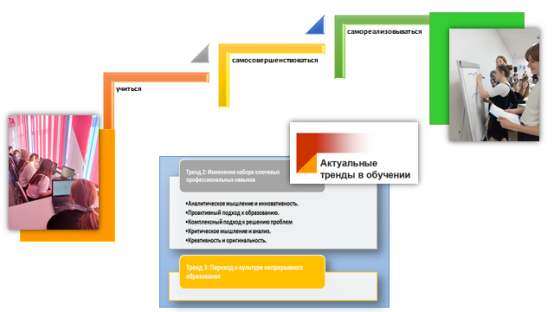 самореализовываться
самосовершенствоваться
учиться
Актуальные
тренды в обучении
Тренд 2: Изменения набора ключевых
профессиональных навыков
•Аналитическое мышление и инновативность.
•Проактивный подход к образованию.
•Комплексный подход к решению проблем
•Критическое мышление и анализ.
•Креативность и оригинальность.
Тренд 3: Переход к культуре непрерывного
образования